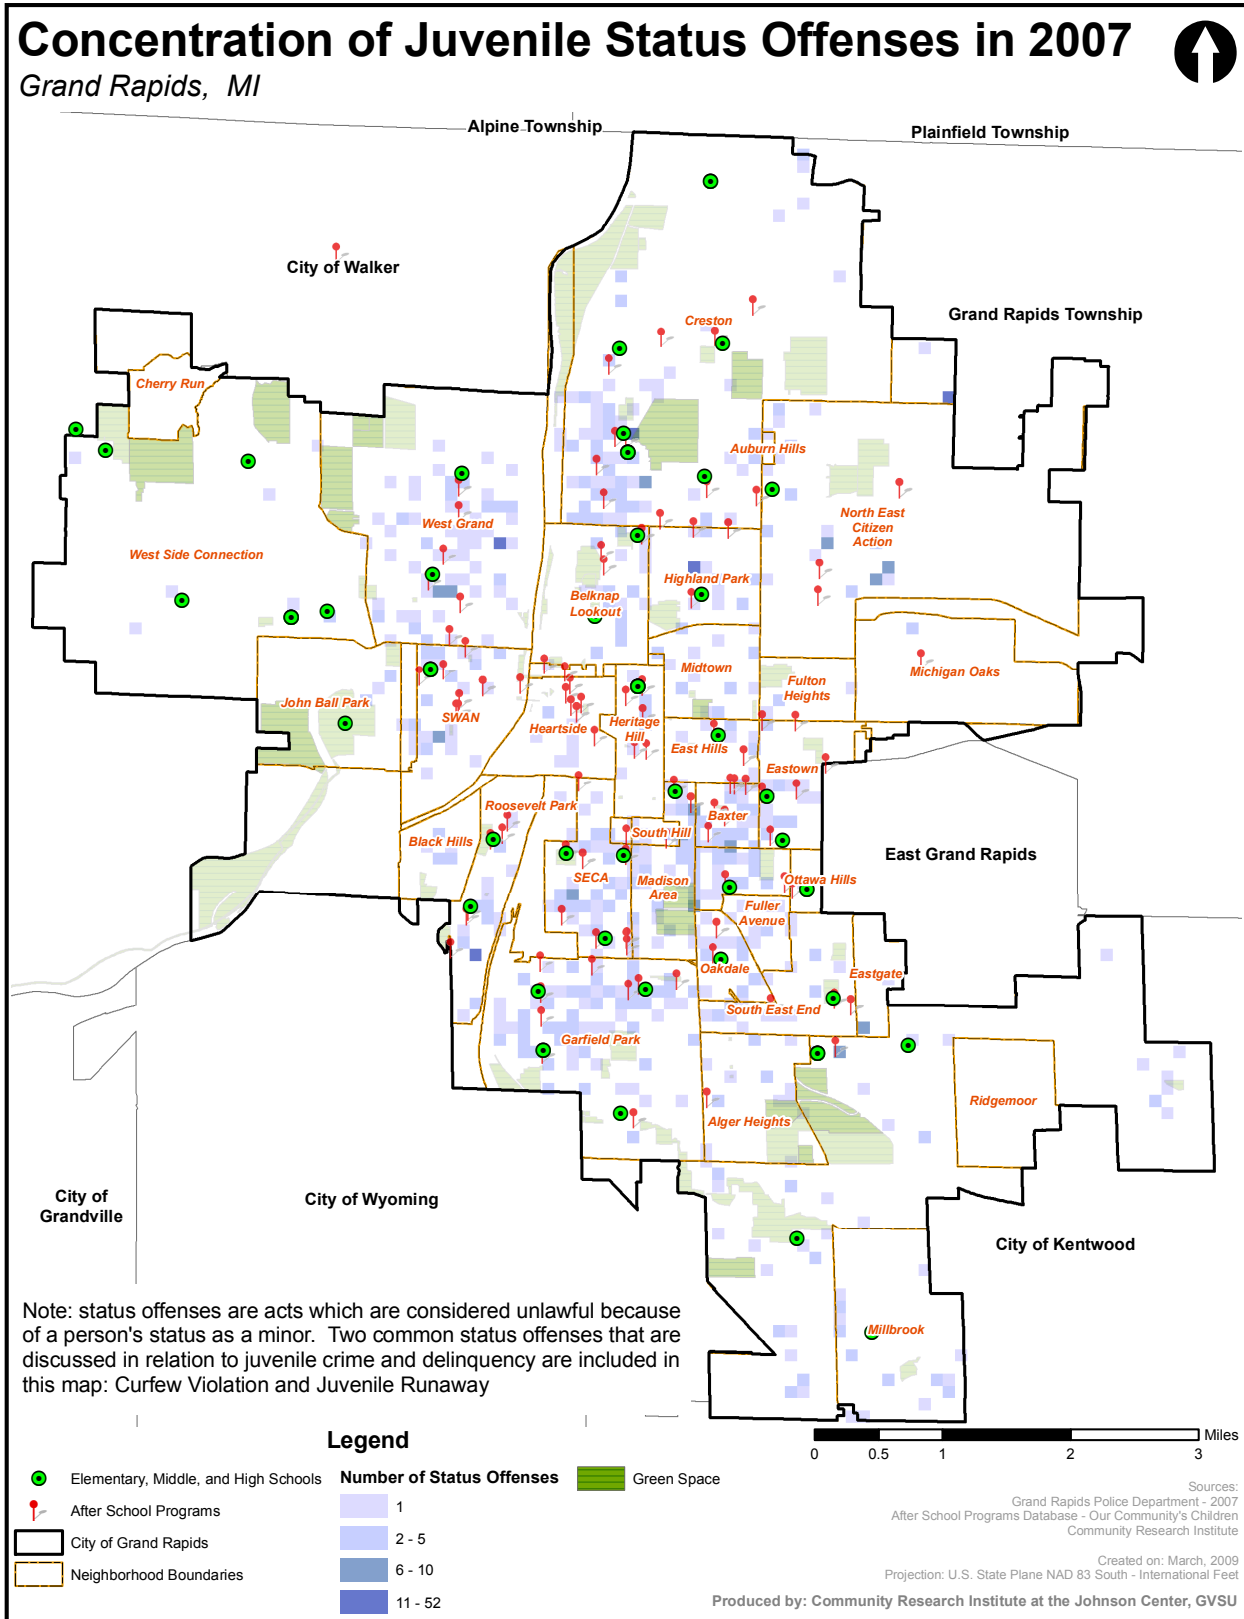 Concentration of Juvenile Status Offenses in 2007
Grand Rapids, MI
Alpine Township
Plainfield Township
City of Walker
Grand Rapids Township
Creston
Cherry Run
Auburn Hills
West Grand
North East
Citizen
Action
West Side Connection
Highland Park
Belknap
Lookout
Midtown
Michigan Oaks
Fulton
Heights
John Ball Park
SWAN
Heartside
Heritage
Hill
East Hills
Eastown
Roosevelt Park
Baxter
South Hill
Black Hills
East Grand Rapids
SECA
Madison
Area
Ottawa Hills
Fuller
Avenue
Oakdale
Eastgate
South East End
Garfield Park
Ridgemoor
Alger Heights
City of
Grandville
City of Wyoming
City of Kentwood
Millbrook
Note: status offenses are acts which are considered unlawful because
of a person's status as a minor. Two common status offenses that are
discussed in relation to juvenile crime and delinquency are included in
this map: Curfew Violation and Juvenile Runaway
Miles
0 0.5 1 2 3
Legend
Elementary, Middle, and High Schools
After School Programs
City of Grand Rapids
Neighborhood Boundaries
Number of Status Offenses
1
2 - 5
6 - 10
11 - 52
Green Space
Sources:
Grand Rapids Police Department - 2007
After School Programs Database - Our Community's Children
Community Research Institute
Created on: March, 2009
Projection: U.S. State Plane NAD 83 South - International Feet
Produced by: Community Research Institute at the Johnson Center, GVSU